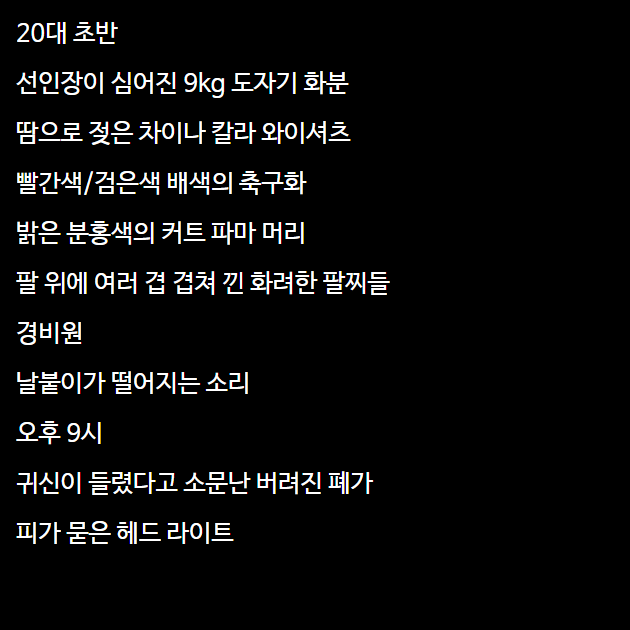 20대 초반
선인장이 심어진 9kg 도자기 화분
땀으로 젖은 차이나 칼라 와이셔츠
빨간색/검은색 배색의 축구화
밝은 분홍색의 커트 파마 머리
팔 위에 여러 겹 겹쳐 낀 화려한 팔찌들
경비원
날붙이가 떨어지는 소리
오후 9시
귀신이 들렸다고 소문난 버려진 폐가
피가 묻은 헤드 라이트